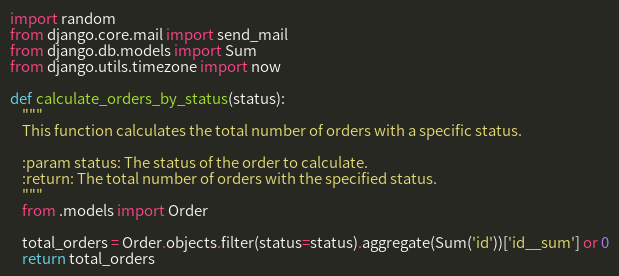 import random
from django.core.mail import send_mail
from django.db.models import Sum
from django.utils.timezone import now

def calculate_orders_by_status(status):
"""
This function calculates the total number of orders with a specific status.

:param status: The status of the order to calculate.
:return: The total number of orders with the specified status.
"""
from .models import Order

total_orders = Order.objects.filter(status=status).aggregate(Sum('id'))['id__sum'] or 0
return total_orders